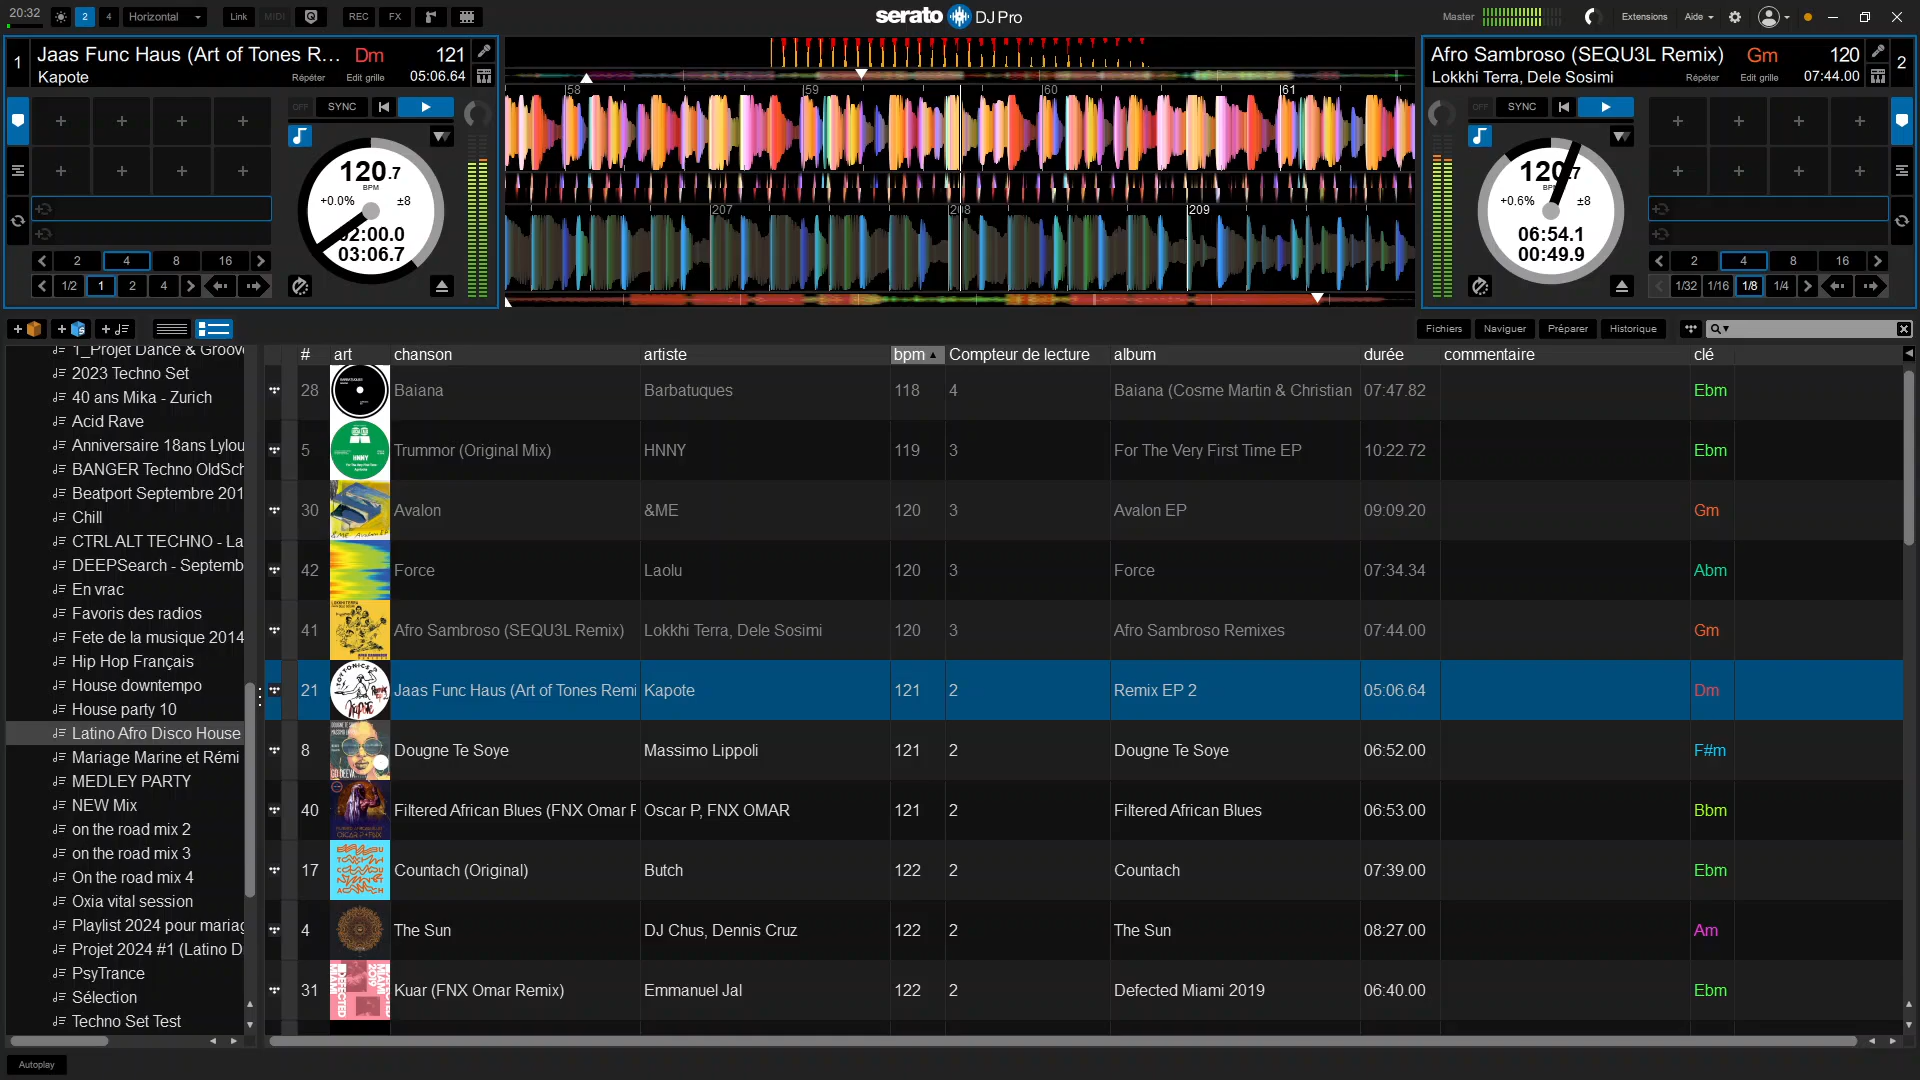 20:32
2
4
Horizontal
Link
MIDI
REC
FX
serato DJ Pro
Master
Extensions
Aide
1
Jaas Func Haus (Art of Tones R...
Dm
121
Kapote
Répéter
Edit grille
05:06.64
OFF
SYNC
120.7
BPM
+0.0%
±8
02:00.0
03:06.7
2
4
8
16
1/2
1
2
4
58
59
60
61
207
208
209
Afro Sambroso (SEQU3L Remix)
Gm
120
2
Lokkhi Terra, Dele Sosimi
Répéter
Edit grille
07:44.00
OFF
SYNC
120.7
+0.6%
±8
06:54.1
00:49.9
2
4
8
16
1/32
1/16
1/8
1/4
Fichiers
Naviguer
Préparer
Historique
1_Projet Dance & Groov
2023 Techno Set
40 ans Mika - Zurich
Acid Rave
Anniversaire 18ans Lylou
BANGER Techno OldSch
Beatport Septembre 201
Chill
CTRL ALT TECHNO - La
DEEPSearch - Septemb
En vrac
Favoris des radios
Fete de la musique 2014
Hip Hop Français
House downtempo
House party 10
Latino Afro Disco House
Mariage Marine et Rémi
MEDLEY PARTY
NEW Mix
on the road mix 2
on the road mix 3
On the road mix 4
Oxia vital session
Playlist 2024 pour mariag
Projet 2024 #1 (Latino D
PsyTrance
Sélection
Techno Set Test
# art chanson artiste bpm Compteur de lecture album durée commentaire clé
28 Baiana Barbatuques 118 4 Baiana (Cosme Martin & Christian 07:47.82 Ebm
5 Trummor (Original Mix) HNNY 119 3 For The Very First Time EP 10:22.72 Ebm
30 Avalon &ME 120 3 Avalon EP 09:09.20 Gm
42 Force Laolu 120 3 Force 07:34.34 Abm
41 Afro Sambroso (SEQU3L Remix) Lokkhi Terra, Dele Sosimi 120 3 Afro Sambroso Remixes 07:44.00 Gm
21 Jaas Func Haus (Art of Tones Remi Kapote 121 2 Remix EP 2 05:06.64 Dm
8 Dougne Te Soye Massimo Lippoli 121 2 Dougne Te Soye 06:52.00 F#m
40 Filtered African Blues (FNX Omar F Oscar P, FNX OMAR 121 2 Filtered African Blues 06:53.00 Bbm
17 Countach (Original) Butch 122 2 Countach 07:39.00 Ebm
4 The Sun DJ Chus, Dennis Cruz 122 2 The Sun 08:27.00 Am
31 Kuar (FNX Omar Remix) Emmanuel Jal 122 2 Defected Miami 2019 06:40.00 Ebm
Autoplay